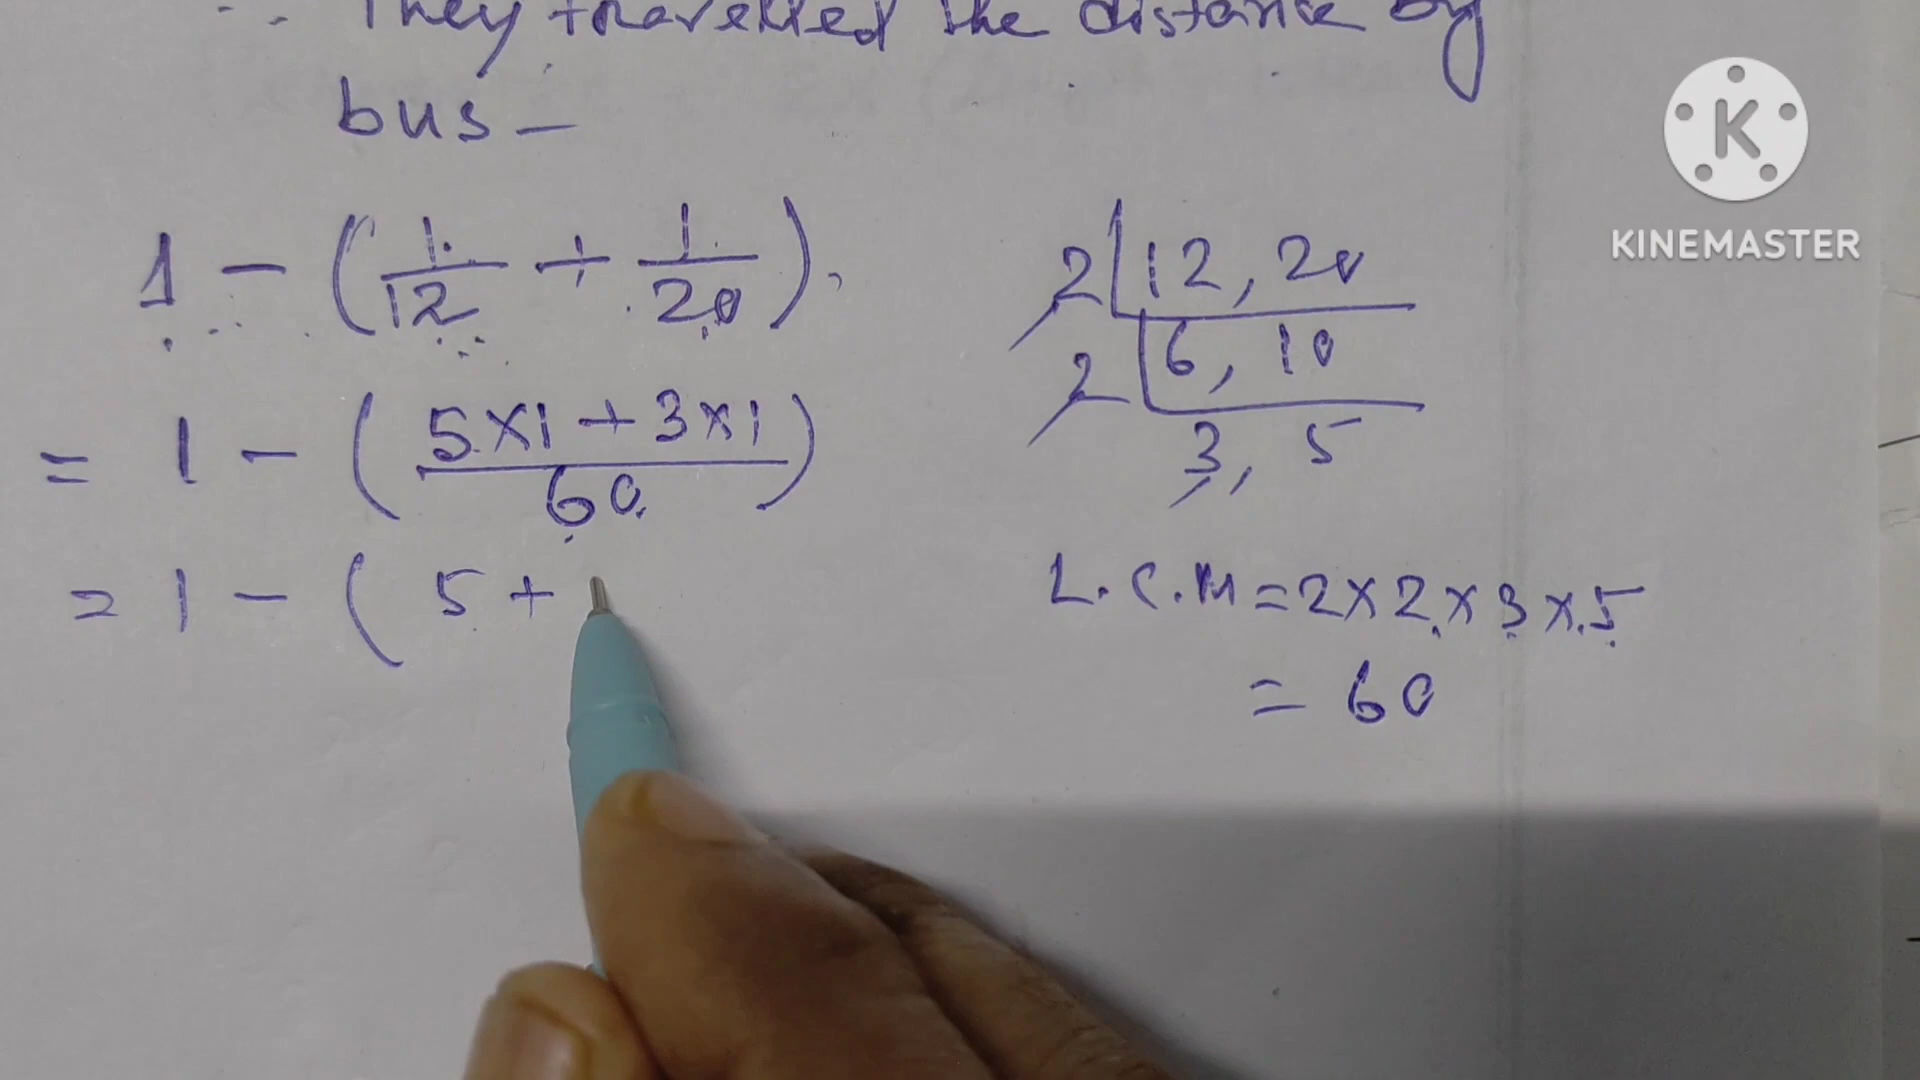 ∴ They travelled the distance by
bus –
1 – (1/12 + 1/20)
= 1 – (5×1 + 3×1 / 60)
= 1 – ( 5 +
2 | 12, 20
2 | 6, 10
3, 5
L.C.M = 2 × 2 × 3 × 5
= 60
K
KINEMASTER